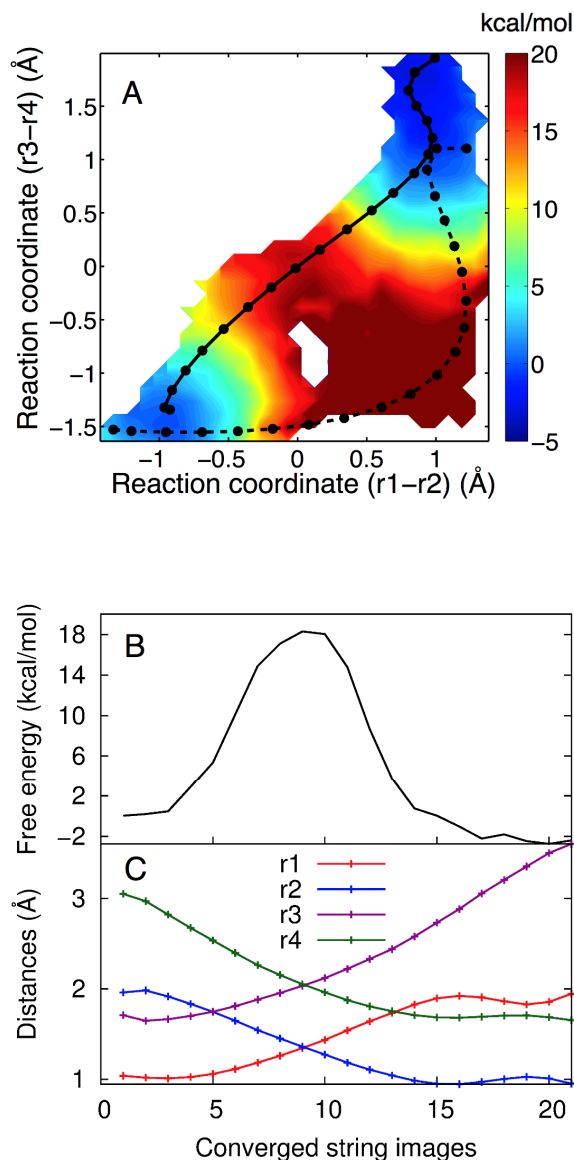 kcal/mol
A
Reaction coordinate (r3−r4) (Å)
1.5
1
0.5
0
−0.5
−1
−1.5
−1 −0.5 0 0.5 1
Reaction coordinate (r1−r2) (Å)
20
15
10
5
0
−5
B
Free energy (kcal/mol)
18
14
10
6
2
-2
C
Distances (Å)
r1
r2
r3
r4
3
2
1
0 5 10 15 20
Converged string images